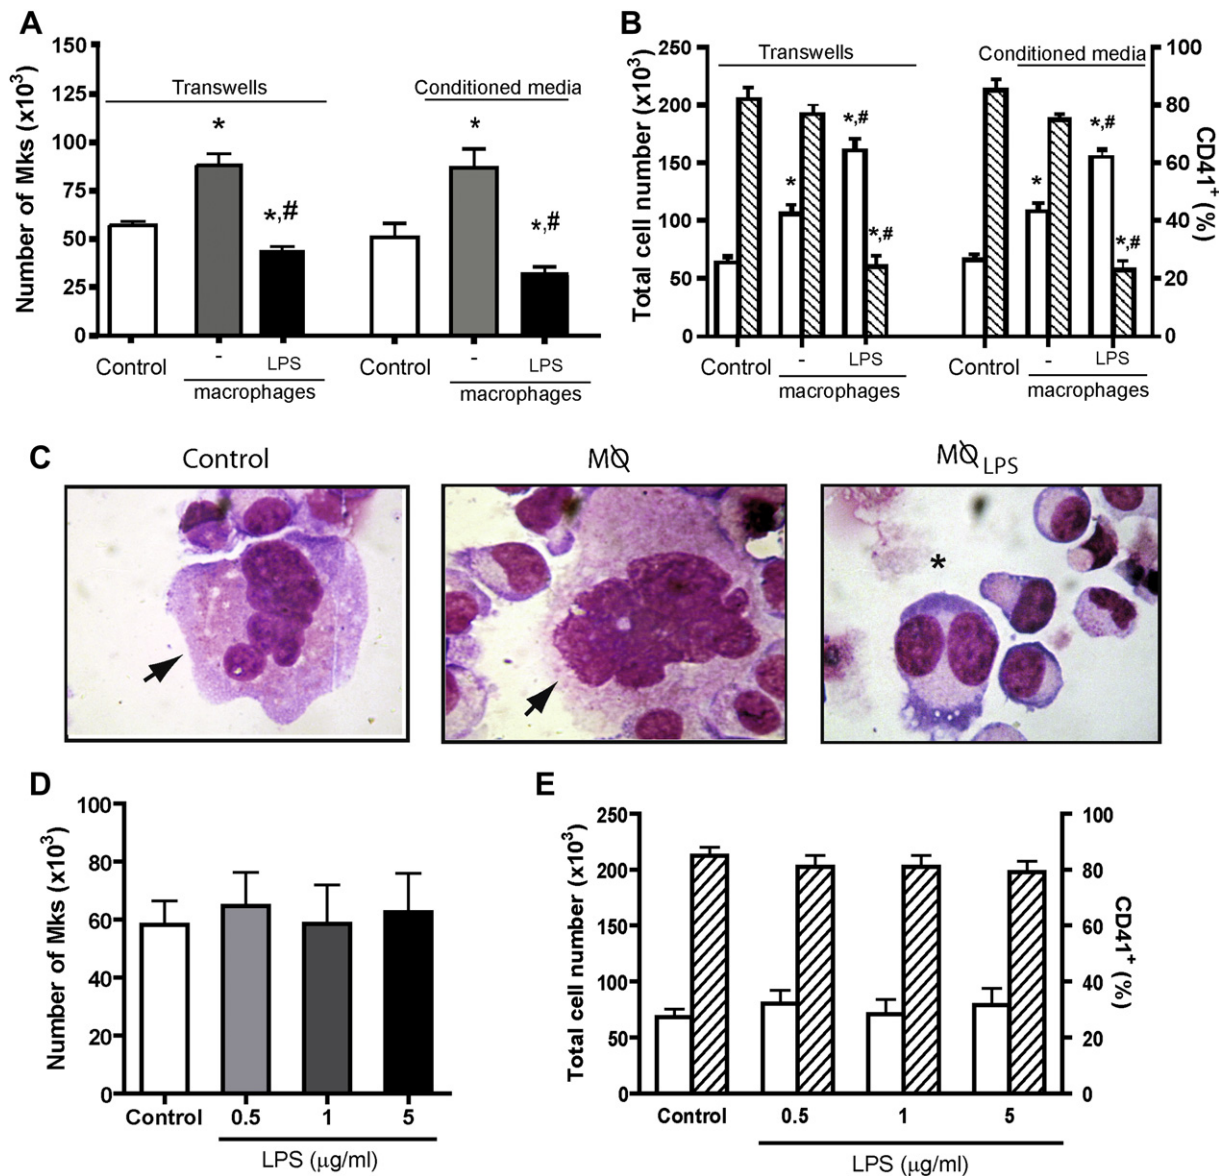 A
Number of Mks (x10³)
150
125
100
75
50
25
0
Transwells
Conditioned media
*
*,#
*
*,#
Control
-
LPS
macrophages
Control
-
LPS
macrophages
B
Total cell number (x10³)
250
200
150
100
50
0
Transwells
Conditioned media
*
*,#
*,#
*
*,#
*,#
100
80
60
40
20
0
CD41⁺ (%)
Control
-
LPS
macrophages
Control
-
LPS
macrophages
C
Control
MØ
MØ LPS
*
D
Number of Mks (x10³)
100
80
60
40
20
0
Control
0.5
1
5
LPS (μg/ml)
E
Total cell number (x10³)
250
200
150
100
50
0
100
80
60
40
20
0
CD41⁺ (%)
Control
0.5
1
5
LPS (μg/ml)